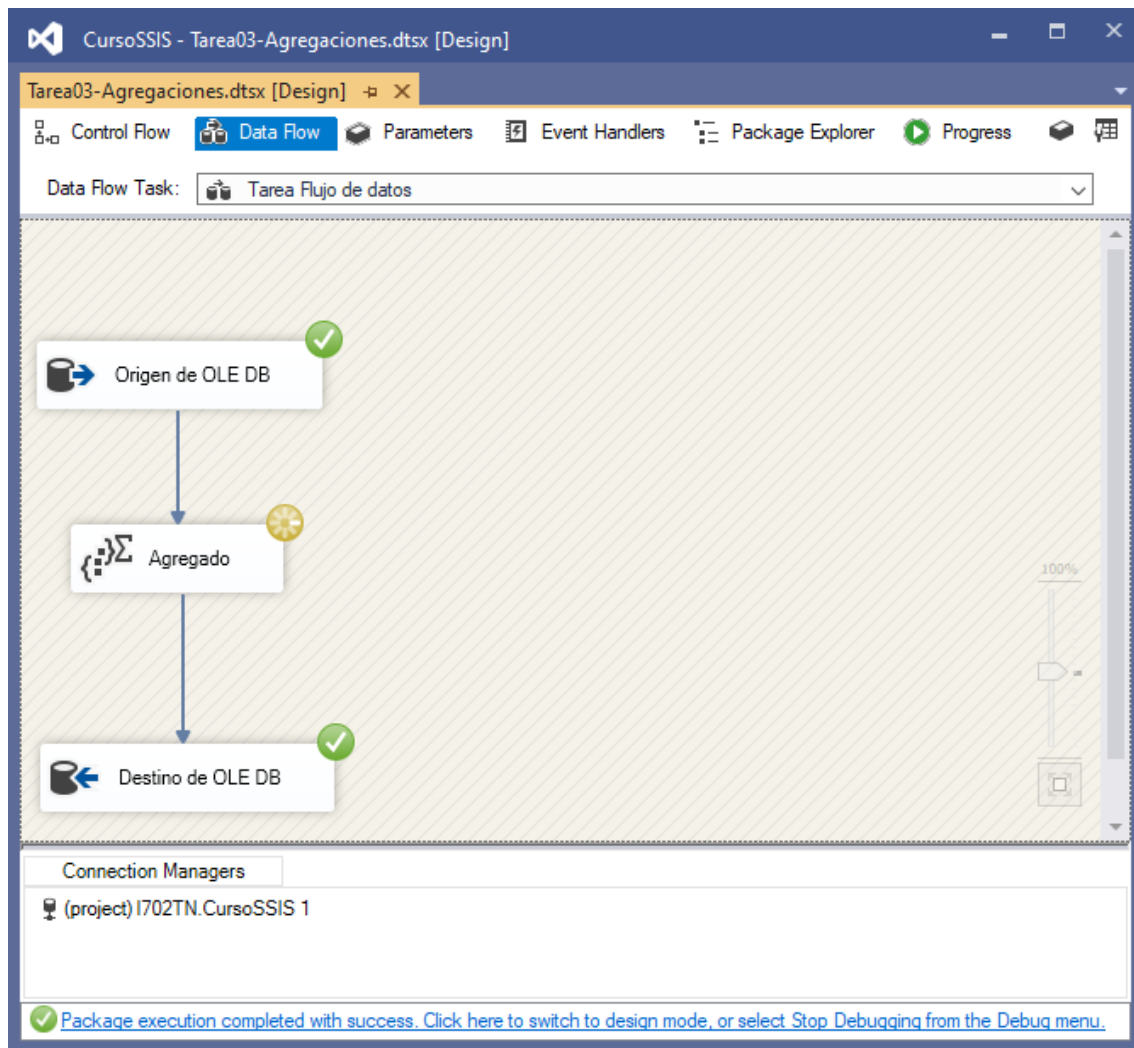 CursoSSIS - Tarea03-Agregaciones.dtsx [Design]
Tarea03-Agregaciones.dtsx [Design]
Control Flow Data Flow Parameters Event Handlers Package Explorer Progress
Data Flow Task: Tarea Flujo de datos
Origen de OLE DB
Agregado
100%
Destino de OLE DB
Connection Managers
(project) I702TN.CursoSSIS 1
Package execution completed with success. Click here to switch to design mode, or select Stop Debugging from the Debug menu.